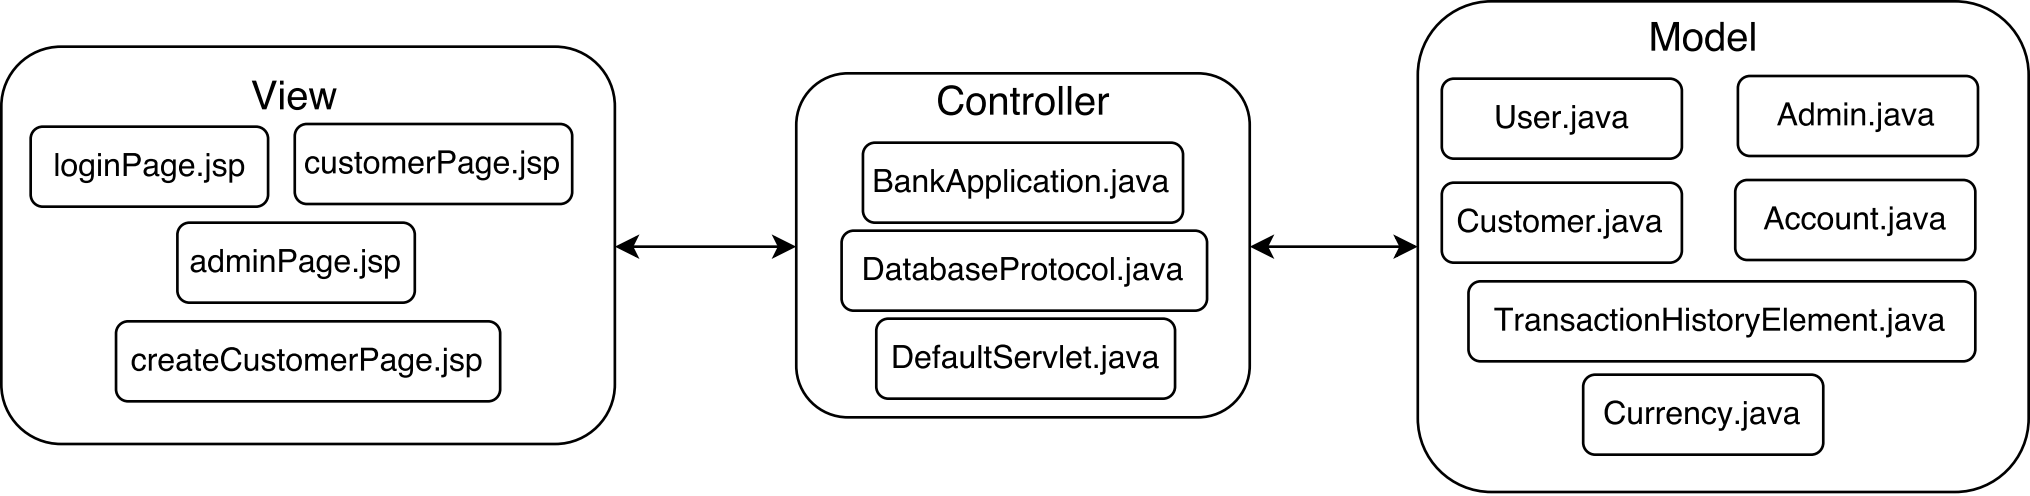 View
loginPage.jsp
customerPage.jsp
adminPage.jsp
createCustomerPage.jsp
Controller
BankApplication.java
DatabaseProtocol.java
DefaultServlet.java
Model
User.java
Admin.java
Customer.java
Account.java
TransactionHistoryElement.java
Currency.java